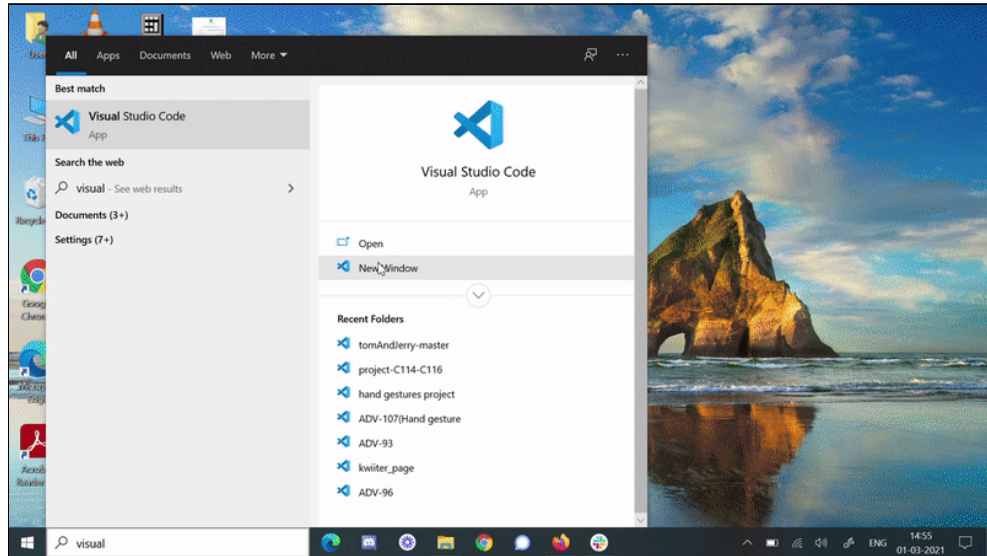 All Apps Documents Web More
Best match
Visual Studio Code
App
Search the web
visual - See web results
Documents (3+)
Settings (7+)
Visual Studio Code
App
Open
New Window
Recent Folders
tomAndJerry-master
project-C114-C116
hand gestures project
ADV-107(Hand gesture
ADV-93
kwiiter_page
ADV-96
visual
ENG
14:55
01-03-2021